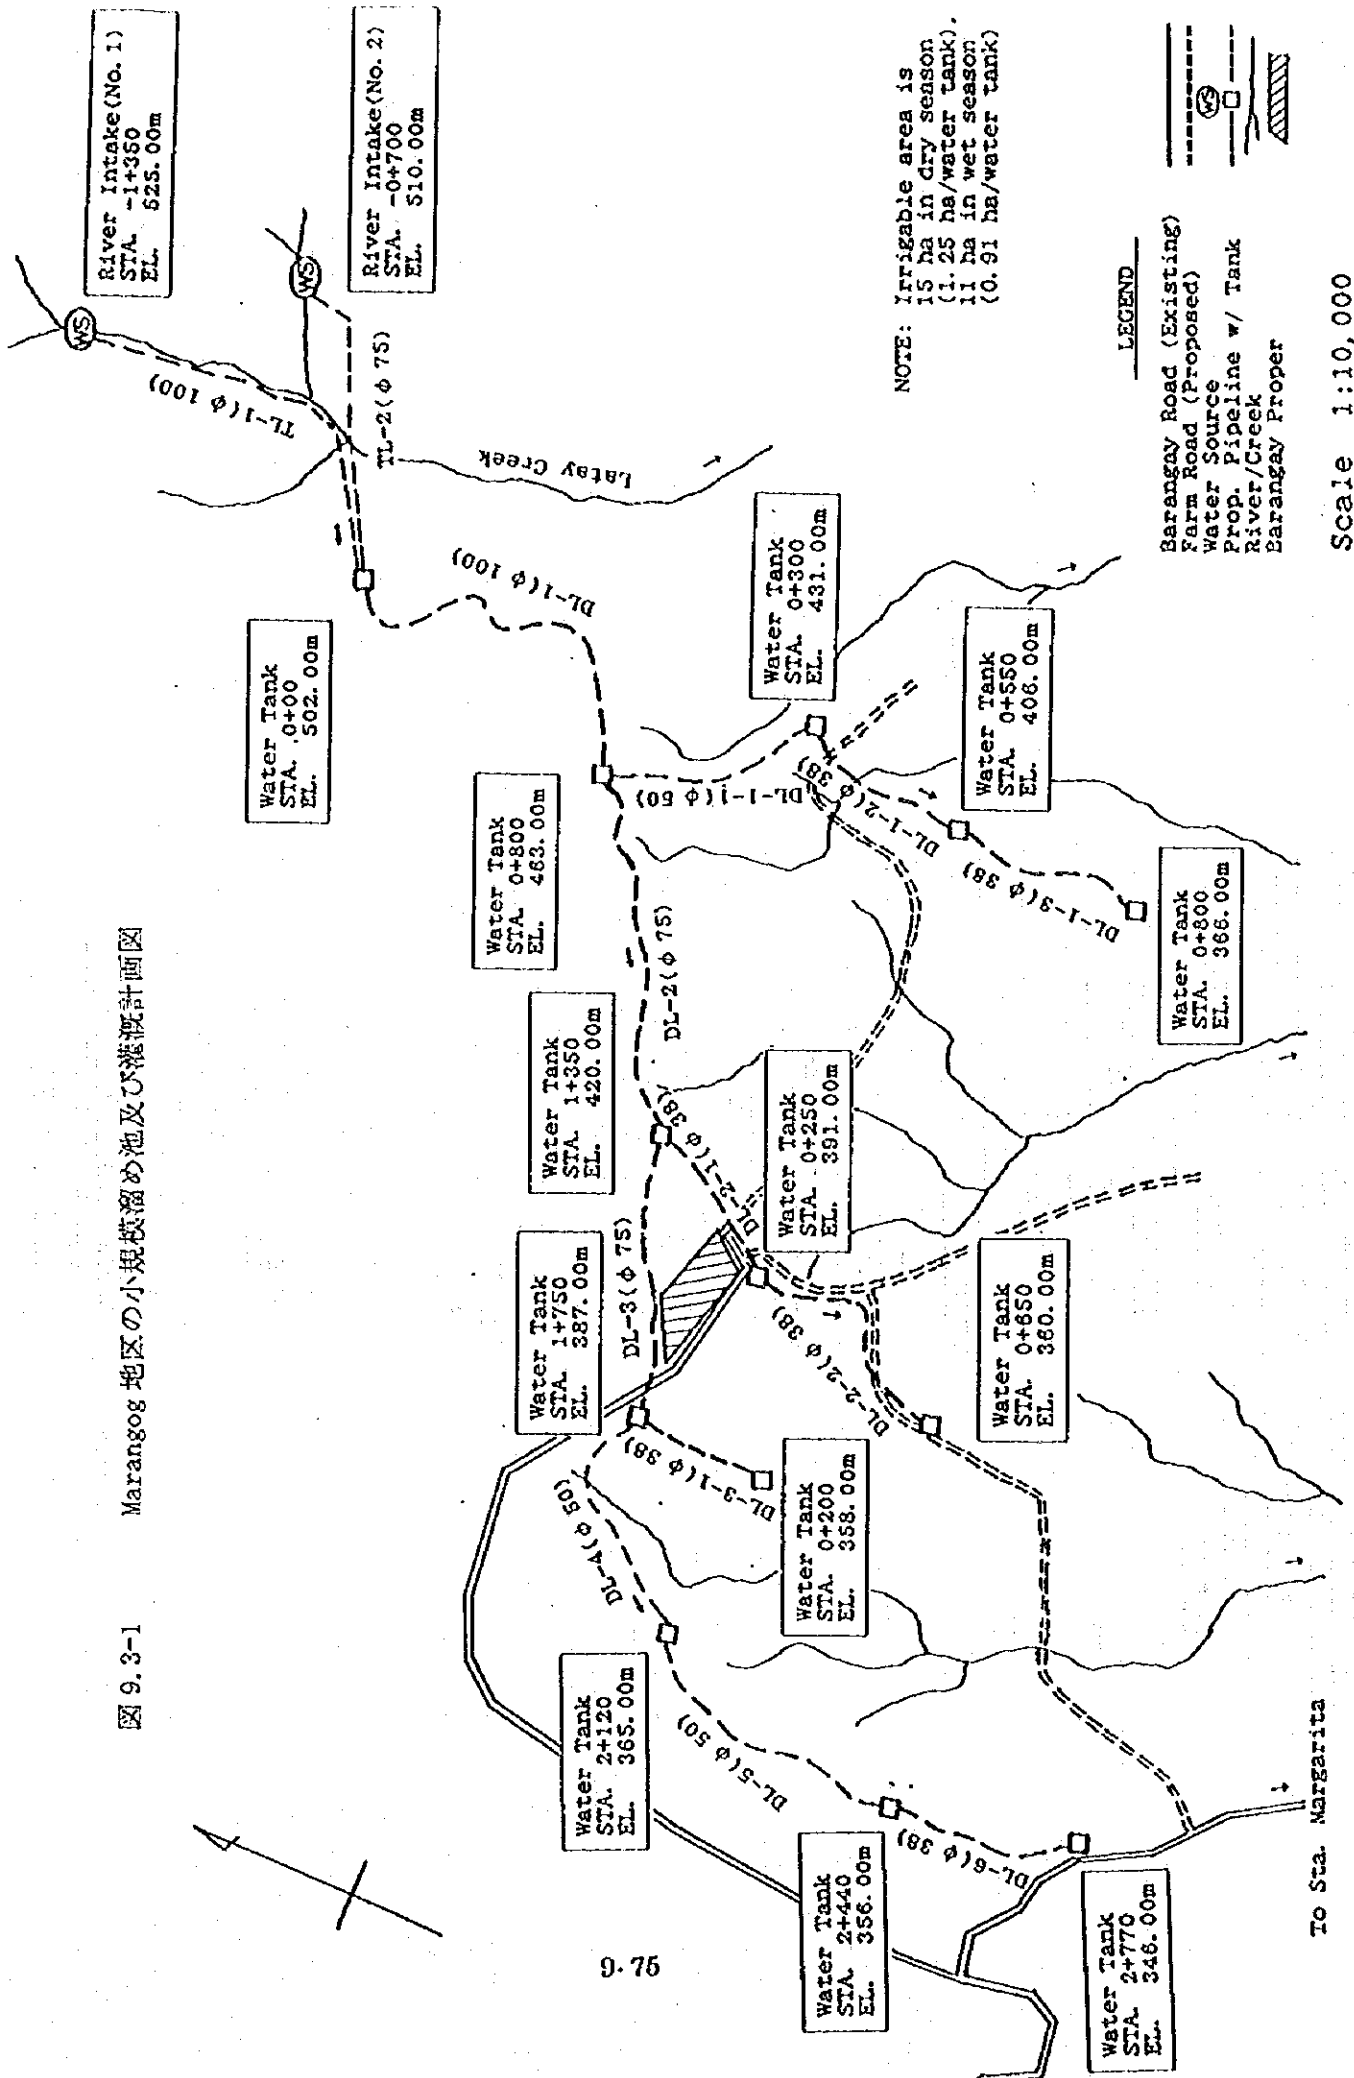 図 9.3-1 Marangog 地区の小規模溜め池及び灌漑計画図
River Intake(No. 1)
STA. -1+350
EL. 525.00m
River Intake(No. 2)
STA. -0+700
EL. 510.00m
WS
WS
TL-1(φ 100)
TL-2(φ 75)
Latay Creek
Water Tank
STA. 0+00
EL. 502.00m
DL-1(φ 100)
Water Tank
STA. 0+800
EL. 463.00m
DL-1-1(φ 50)
Water Tank
STA. 0+300
EL. 431.00m
DL-1-2(φ 38)
Water Tank
STA. 0+550
EL. 406.00m
DL-1-3(φ 38)
Water Tank
STA. 0+800
EL. 366.00m
DL-2(φ 75)
Water Tank
STA. 1+350
EL. 420.00m
DL-2-1(φ 38)
Water Tank
STA. 0+250
EL. 391.00m
DL-2-2(φ 38)
Water Tank
STA. 0+650
EL. 360.00m
DL-3(φ 75)
Water Tank
STA. 1+750
EL. 387.00m
DL-3-1(φ 38)
Water Tank
STA. 0+200
EL. 358.00m
DL-4(φ 50)
Water Tank
STA. 2+120
EL. 365.00m
DL-5(φ 50)
Water Tank
STA. 2+440
EL. 356.00m
DL-6(φ 38)
Water Tank
STA. 2+770
EL. 346.00m
To Sta. Margarita
NOTE: Irrigable area is
15 ha in dry season
(1.25 ha/water tank).
11 ha in wet season
(0.91 ha/water tank)
LEGEND
Barangay Road (Existing)
Farm Road (Proposed)
Water Source
WS
Prop. Pipeline w/ Tank
River/Creek
Barangay Proper
Scale 1:10,000
9-75